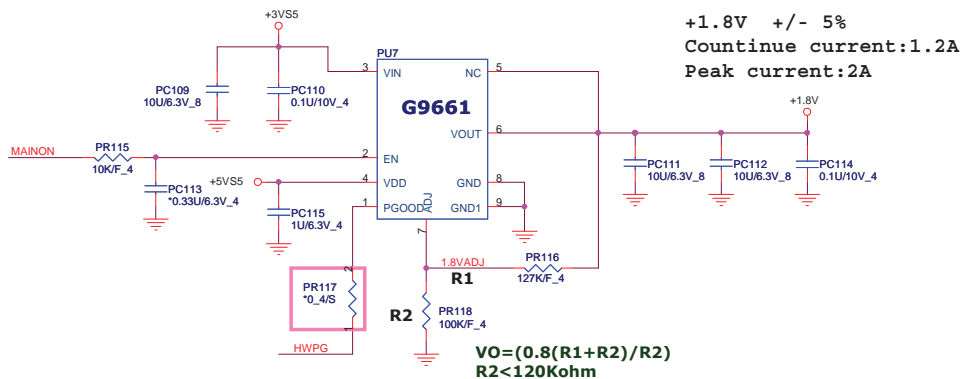 +3VS5
+1.8V +/- 5%
Countinue current:1.2A
Peak current:2A
PU7
3
VIN
NC
5
PC109
10U/6.3V_8
PC110
0.1U/10V_4
G9661
+1.8V
VOUT
6
MAINON
PR115
10K/F_4
2
EN
PC111
10U/6.3V_8
PC112
10U/6.3V_8
PC114
0.1U/10V_4
PC113
*0.33U/6.3V_4
+5VS5
4
VDD
GND
8
1
PGOOD
ADJ
GND1
9
PC115
1U/6.3V_4
7
1.8VADJ
R1
PR116
127K/F_4
2
PR117
*0_4/S
1
R2
PR118
100K/F_4
HWPG
VO=(0.8(R1+R2)/R2)
R2<120Kohm